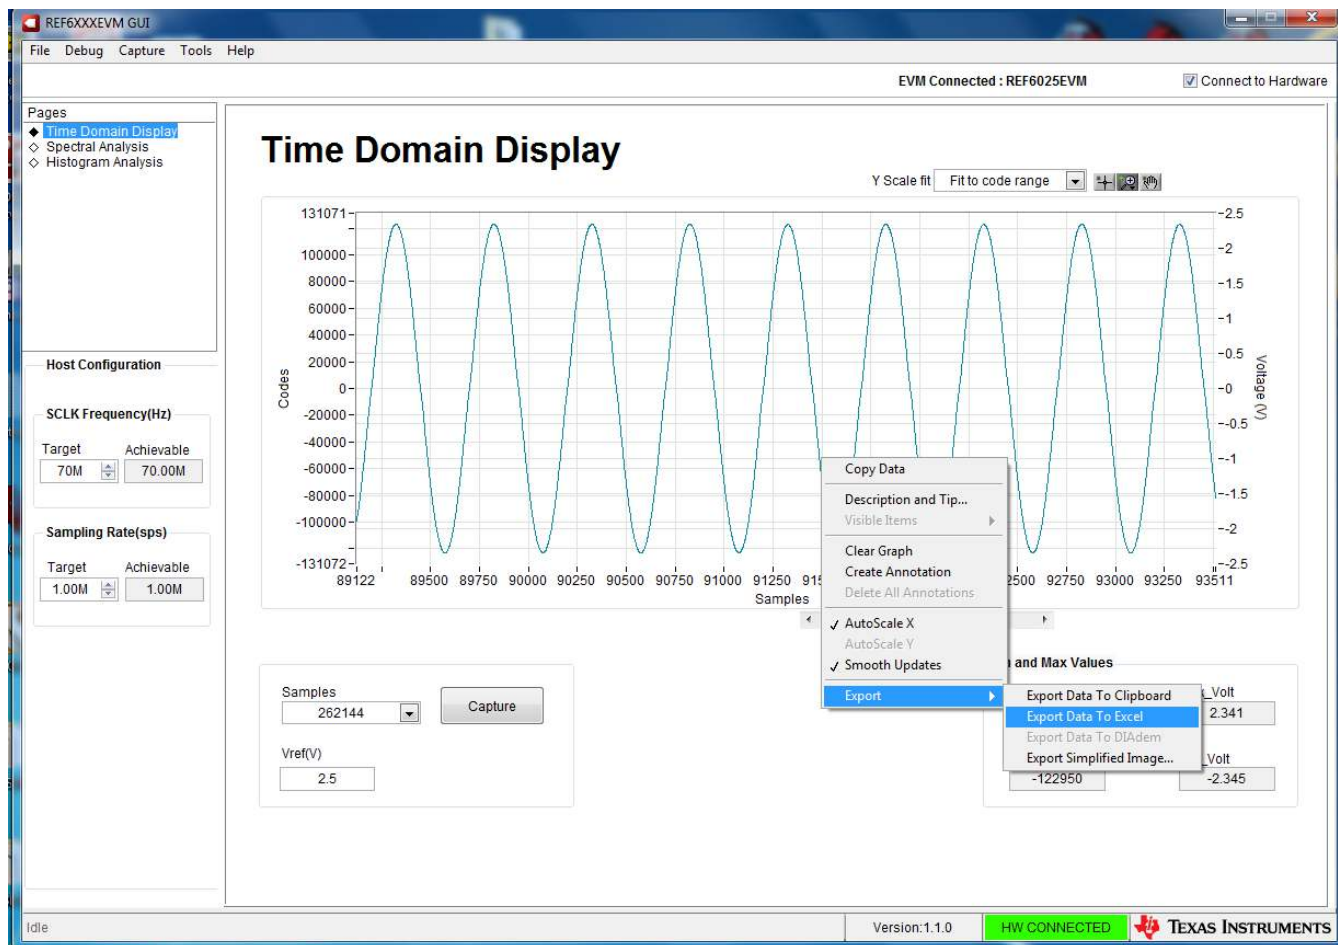 REF6XXXEVM GUI
File Debug Capture Tools Help
EVM Connected : REF6025EVM
Connect to Hardware
Pages
Time Domain Display
Spectral Analysis
Histogram Analysis
Time Domain Display
Y Scale fit Fit to code range
131071
100000
80000
60000
40000
20000
0
-20000
-40000
-60000
-80000
-100000
-131072
Codes
2.5
2
1.5
1
0.5
0
-0.5
-1
-1.5
-2
-2.5
Voltage (V)
89122 89500 89750 90000 90250 90500 90750 91000 91250 92750 93000 93250 93511
Samples
Host Configuration
SCLK Frequency(Hz)
Target Achievable
70M 70.00M
Sampling Rate(sps)
Target Achievable
1.00M 1.00M
Copy Data
Description and Tip...
Visible Items
Clear Graph
Create Annotation
Delete All Annotations
AutoScale X
AutoScale Y
Smooth Updates
Export
Export Data To Clipboard
Export Data To Excel
Export Data To DIAdem
Export Simplified Image...
Samples
262144
Capture
Vref(V)
2.5
and Max Values
_Volt
2.341
_Volt
-122950 -2.345
Idle
Version:1.1.0
HW CONNECTED
TEXAS INSTRUMENTS